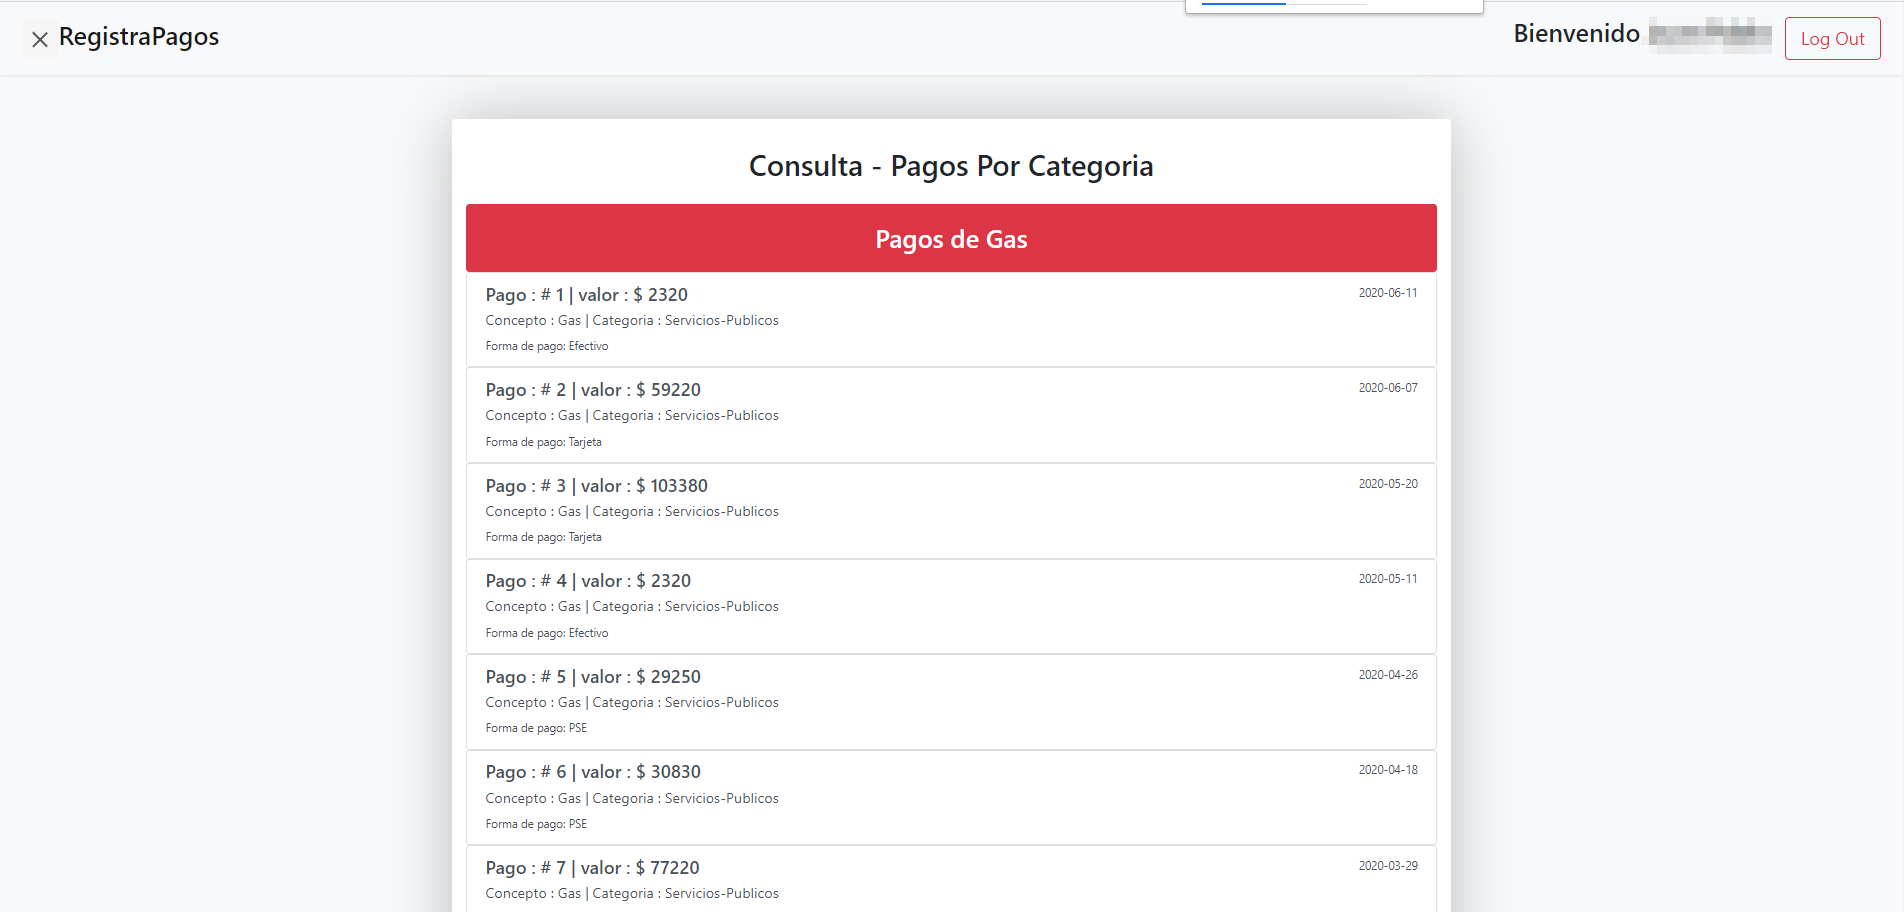 RegistraPagos
Bienvenido
Log Out
Consulta - Pagos Por Categoria
Pagos de Gas
Pago : # 1 | valor : $ 2320
2020-06-11
Concepto : Gas | Categoria : Servicios-Publicos
Forma de pago: Efectivo
Pago : # 2 | valor : $ 59220
2020-06-07
Concepto : Gas | Categoria : Servicios-Publicos
Forma de pago: Tarjeta
Pago : # 3 | valor : $ 103380
2020-05-20
Concepto : Gas | Categoria : Servicios-Publicos
Forma de pago: Tarjeta
Pago : # 4 | valor : $ 2320
2020-05-11
Concepto : Gas | Categoria : Servicios-Publicos
Forma de pago: Efectivo
Pago : # 5 | valor : $ 29250
2020-04-26
Concepto : Gas | Categoria : Servicios-Publicos
Forma de pago: PSE
Pago : # 6 | valor : $ 30830
2020-04-18
Concepto : Gas | Categoria : Servicios-Publicos
Forma de pago: PSE
Pago : # 7 | valor : $ 77220
2020-03-29
Concepto : Gas | Categoria : Servicios-Publicos